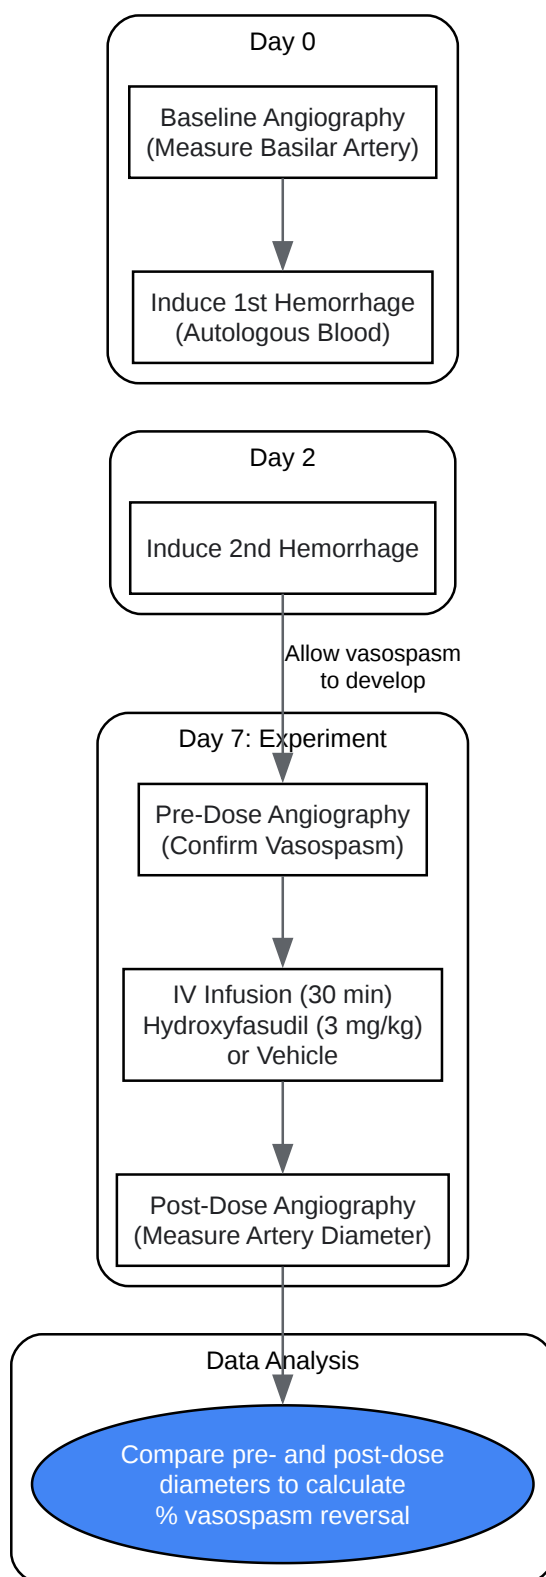 Day 0
Baseline Angiography
(Measure Basilar Artery)
Induce 1st Hemorrhage
(Autologous Blood)
Day 2
Induce 2nd Hemorrhage
Allow vasospasm
to develop
Day 7: Experiment
Pre-Dose Angiography
(Confirm Vasospasm)
IV Infusion (30 min)
Hydroxyfasudil (3 mg/kg)
or Vehicle
Post-Dose Angiography
(Measure Artery Diameter)
Data Analysis
Compare pre- and post-dose
diameters to calculate
% vasospasm reversal